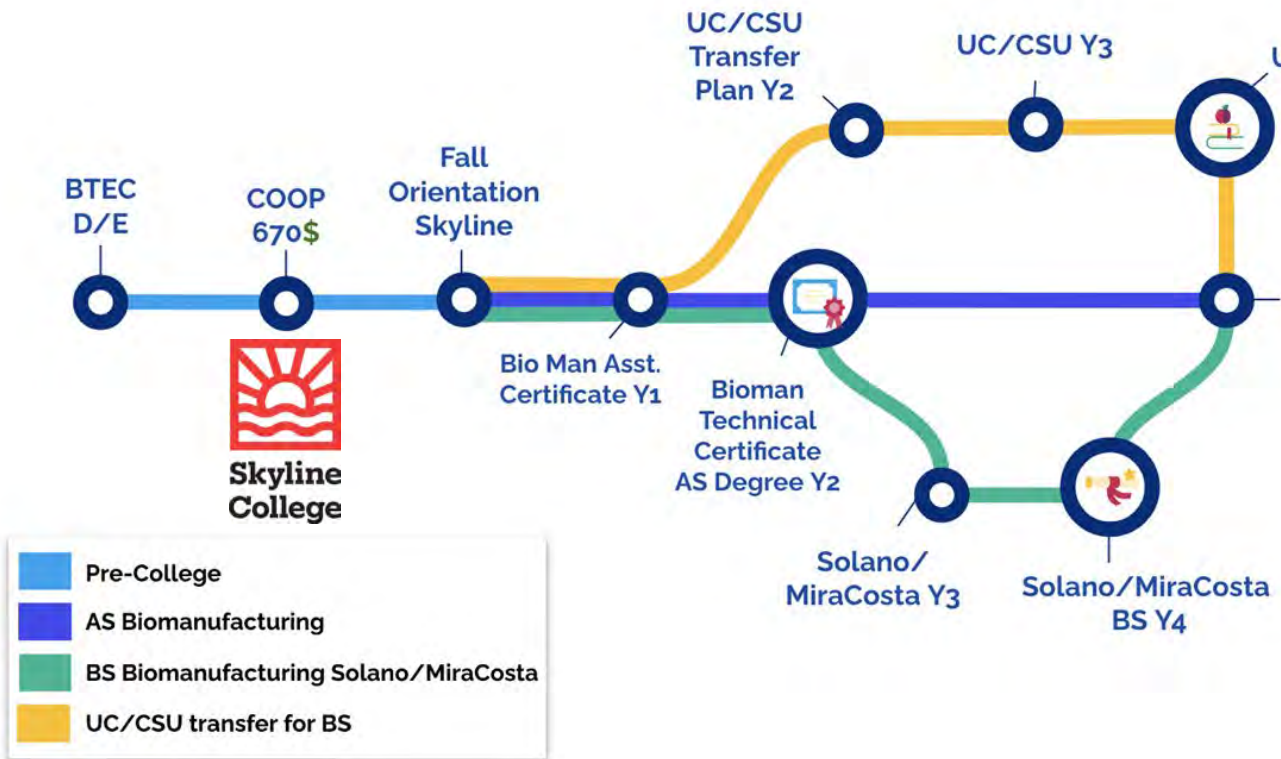 UC/CSU
Transfer
Plan Y2
UC/CSU Y3
U
BTEC
D/E
COOP
670$
Fall
Orientation
Skyline
Bio Man Asst.
Certificate Y1
Bioman
Technical
Certificate
AS Degree Y2
Skyline
College
Solano/
MiraCosta Y3
Solano/MiraCosta
BS Y4
Pre-College
AS Biomanufacturing
BS Biomanufacturing Solano/MiraCosta
UC/CSU transfer for BS